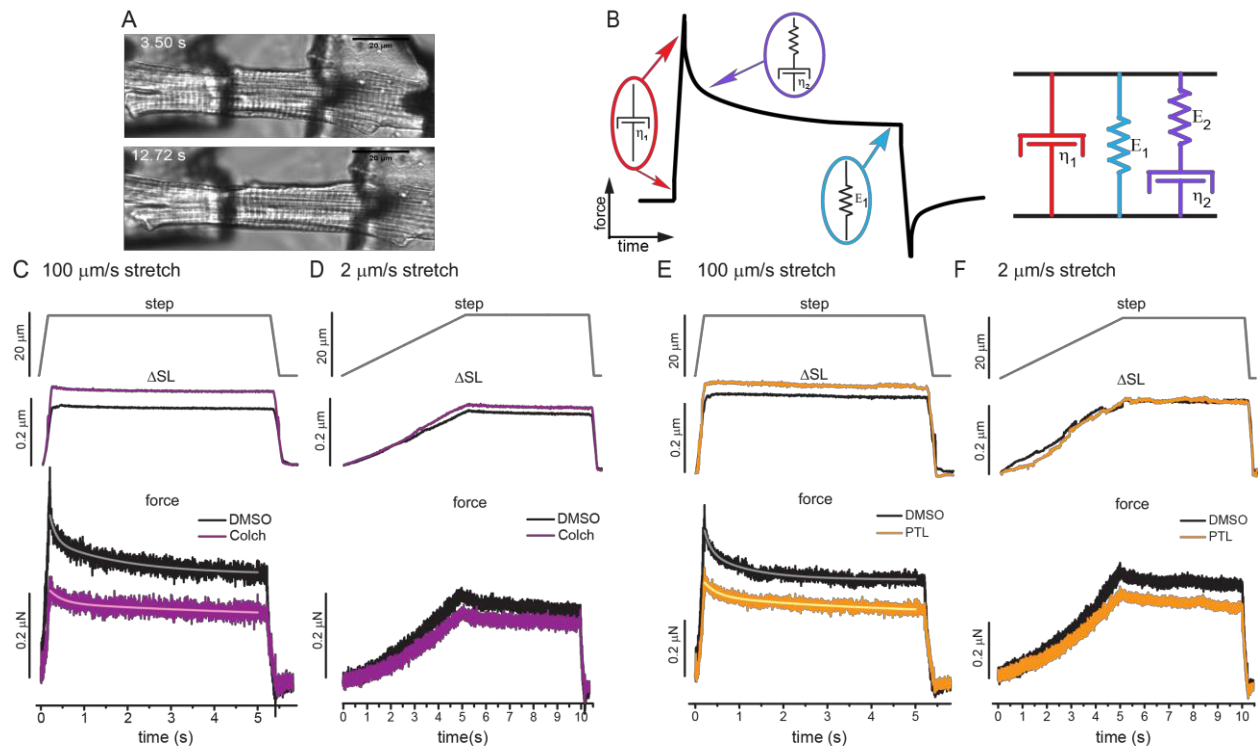 A
3.50 s
20 µm
12.72 s
20 µm
B
η1
η2
E1
force
time
η1
E1
E2
η2
C 100 µm/s stretch
step
20 µm
ΔSL
0.2 µm
force
DMSO
Colch
0.2 µN
0 1 2 3 4 5
time (s)
D 2 µm/s stretch
step
20 µm
ΔSL
0.2 µm
force
DMSO
Colch
0.2 µN
0 1 2 3 4 5 6 7 8 9 10
time(s)
E 100 µm/s stretch
step
20 µm
ΔSL
0.2 µm
force
DMSO
PTL
0.2 µN
0 1 2 3 4 5
time (s)
F 2 µm/s stretch
step
20 µm
ΔSL
0.2 µm
force
DMSO
PTL
0.2 µN
0 1 2 3 4 5 6 7 8 9 10
time (s)